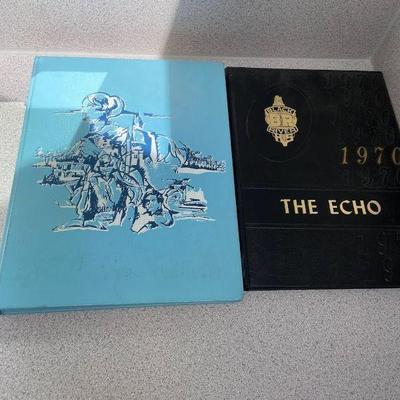 BLACK
BR
RIVER
1970
THE ECHO